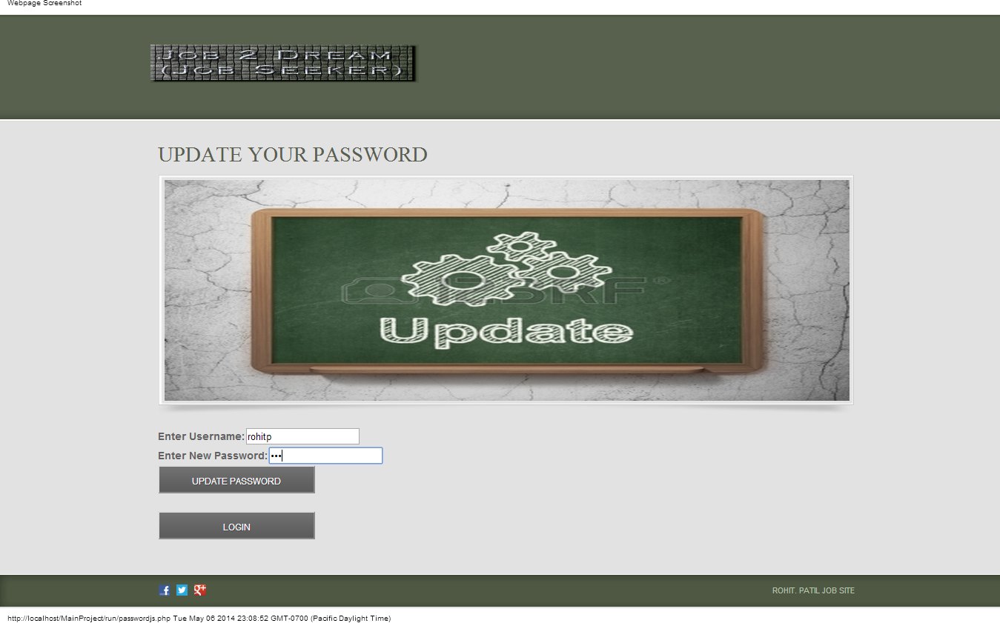 Webpage Screenshot
Job 2 Dream
(Job Seeker)
UPDATE YOUR PASSWORD
123RF®
Update
Enter Username: rohitp
Enter New Password: •••
UPDATE PASSWORD
LOGIN
ROHIT. PATIL JOB SITE
http://localhost/MainProject/run/passwordjs.php Tue May 06 2014 23:08:52 GMT-0700 (Pacific Daylight Time)